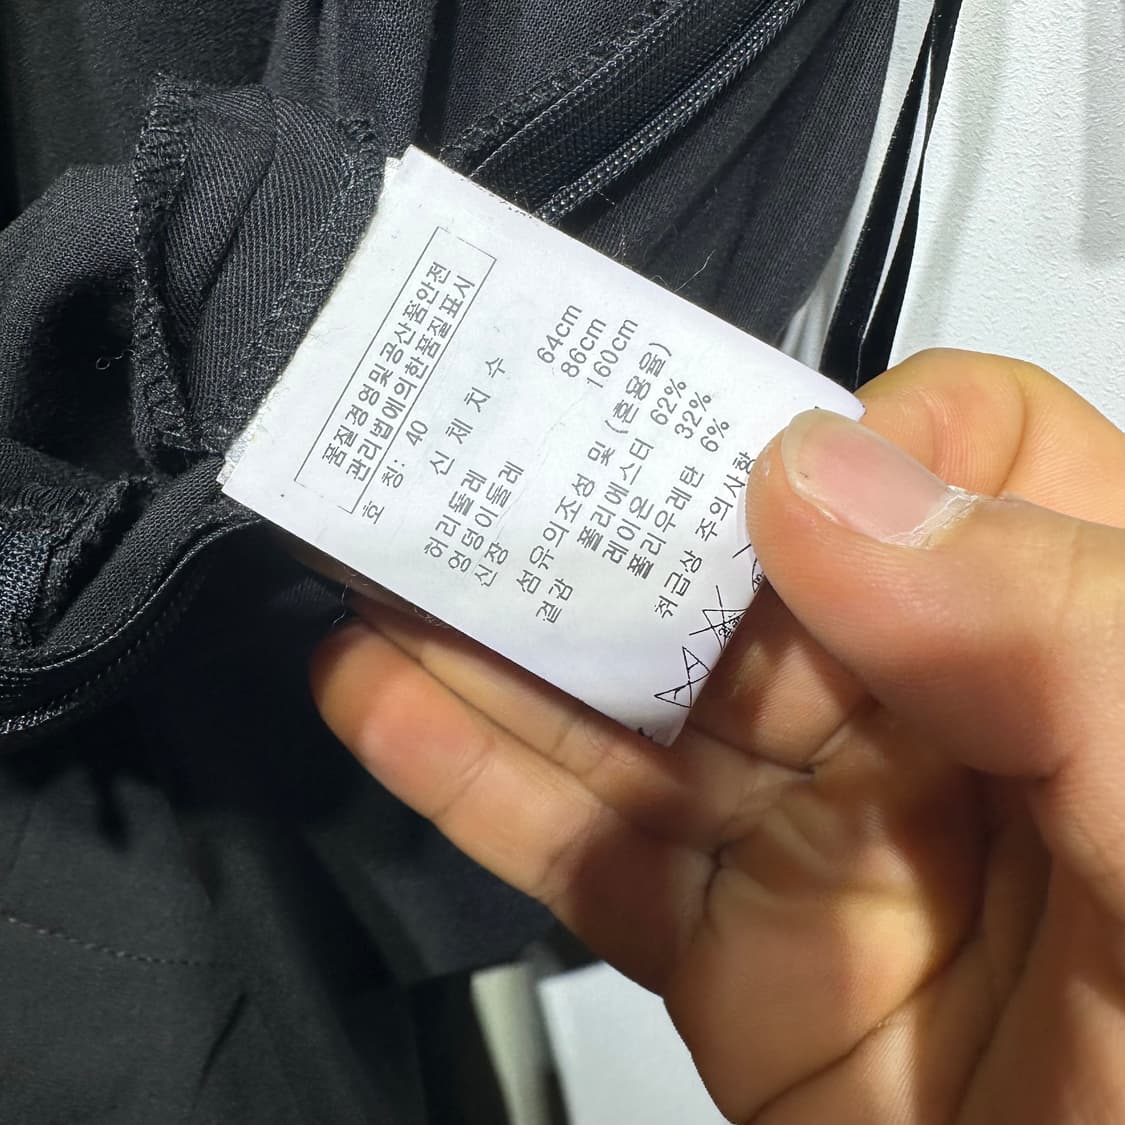 품질경영및공산품안전
관리법에의한품질표시
호 칭: 40
신 체 치 수
허리둘레 64cm
엉덩이둘레 86cm
신장 160cm
섬유의조성 및 (혼용율)
겉감 폴리에스터 62%
레이온 32%
폴리우레탄 6%
취급상 주의사항